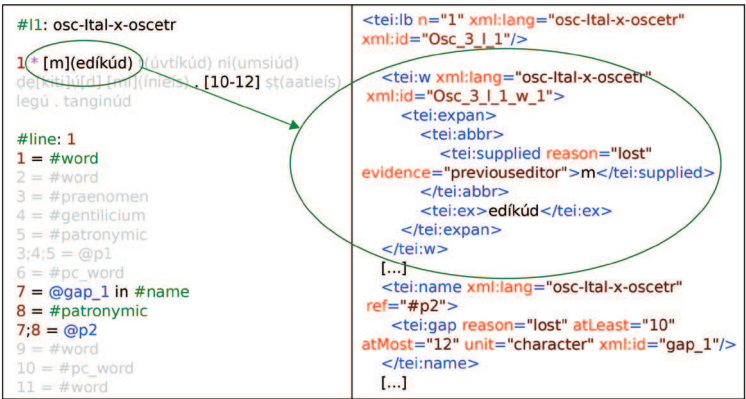 #l1: osc-Ital-x-oscetr
1 * [m](edíkúd) t(úvtíkúd) ni(umsiúd)
dẹ[kiti]ú[d] [mi](íníeís) . [10-12] ṣt(aatieís)
legú . tanginúd
#line: 1
1 = #word
2 = #word
3 = #praenomen
4 = #gentilicium
5 = #patronymic
3;4;5 = @p1
6 = #pc_word
7 = @gap_1 in #name
8 = #patronymic
7;8 = @p2
9 = #word
10 = #pc_word
11 = #word
<tei:lb n="1" xml:lang="osc-Ital-x-oscetr"
xml:id="Osc_3_l_1"/>
<tei:w xml:lang="osc-Ital-x-oscetr"
xml:id="Osc_3_l_1_w_1">
<tei:expan>
<tei:abbr>
<tei:supplied reason="lost"
evidence="previouseditor">m</tei:supplied>
</tei:abbr>
<tei:ex>edíkúd</tei:ex>
</tei:expan>
</tei:w>
[...]
<tei:name xml:lang="osc-Ital-x-oscetr"
ref="#p2">
<tei:gap reason="lost" atLeast="10"
atMost="12" unit="character" xml:id="gap_1"/>
</tei:name>
[...]